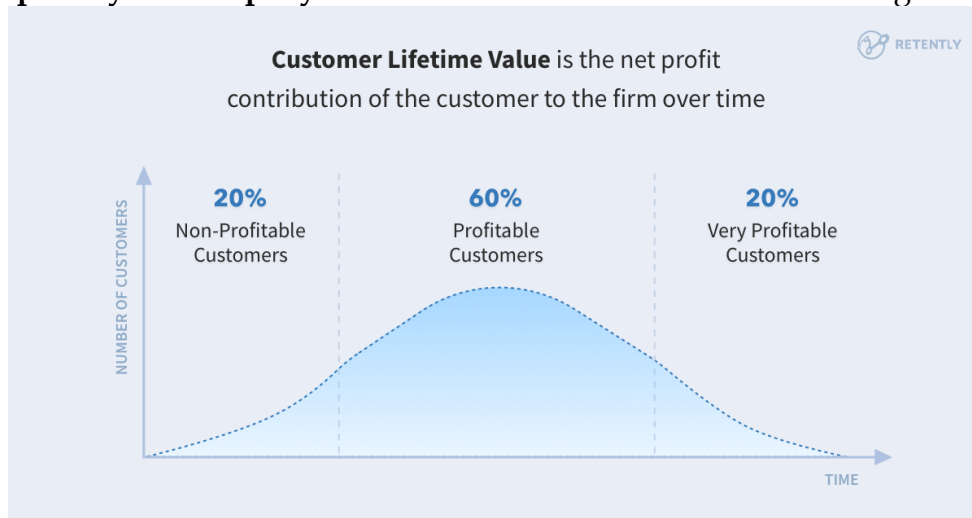 RETENTLY
Customer Lifetime Value is the net profit
contribution of the customer to the firm over time
20%
Non-Profitable
Customers
60%
Profitable
Customers
20%
Very Profitable
Customers
NUMBER OF CUSTOMERS
TIME